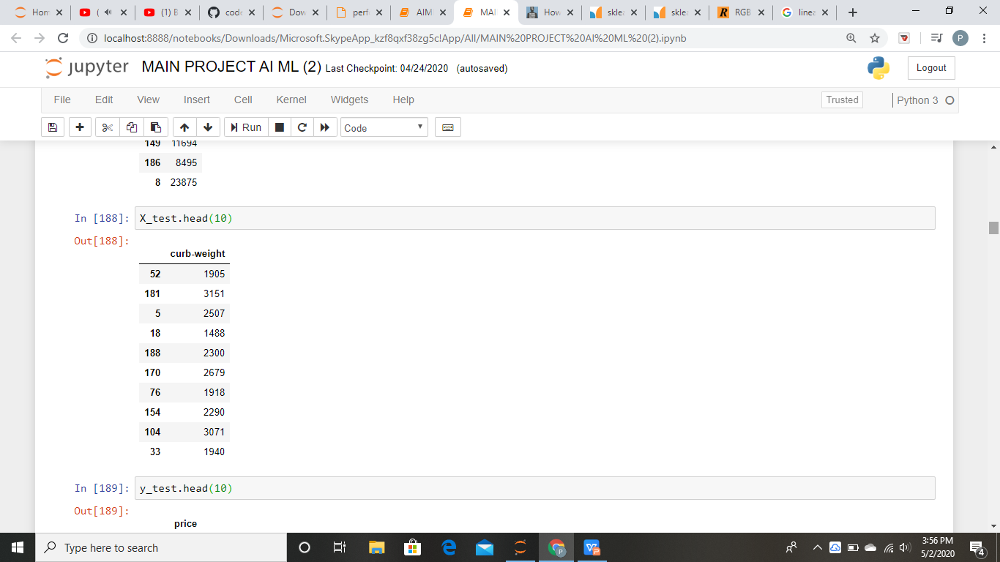 Hom
(
(1) B
code
Dow
perf
AIM
MAI
How
sklea
sklea
RGB
linea
localhost:8888/notebooks/Downloads/Microsoft.SkypeApp_kzf8qxf38zg5c!App/All/MAIN%20PROJECT%20AI%20ML%20(2).ipynb
P
jupyter MAIN PROJECT AI ML (2) Last Checkpoint: 04/24/2020 (autosaved)
Logout
File Edit View Insert Cell Kernel Widgets Help
Trusted Python 3
Run Code
149 11694
186 8495
8 23875
In [188]: X_test.head(10)
Out[188]:
curb-weight
52 1905
181 3151
5 2507
18 1488
188 2300
170 2679
76 1918
154 2290
104 3071
33 1940
In [189]: y_test.head(10)
Out[189]:
price
Type here to search
3:56 PM
5/2/2020
4